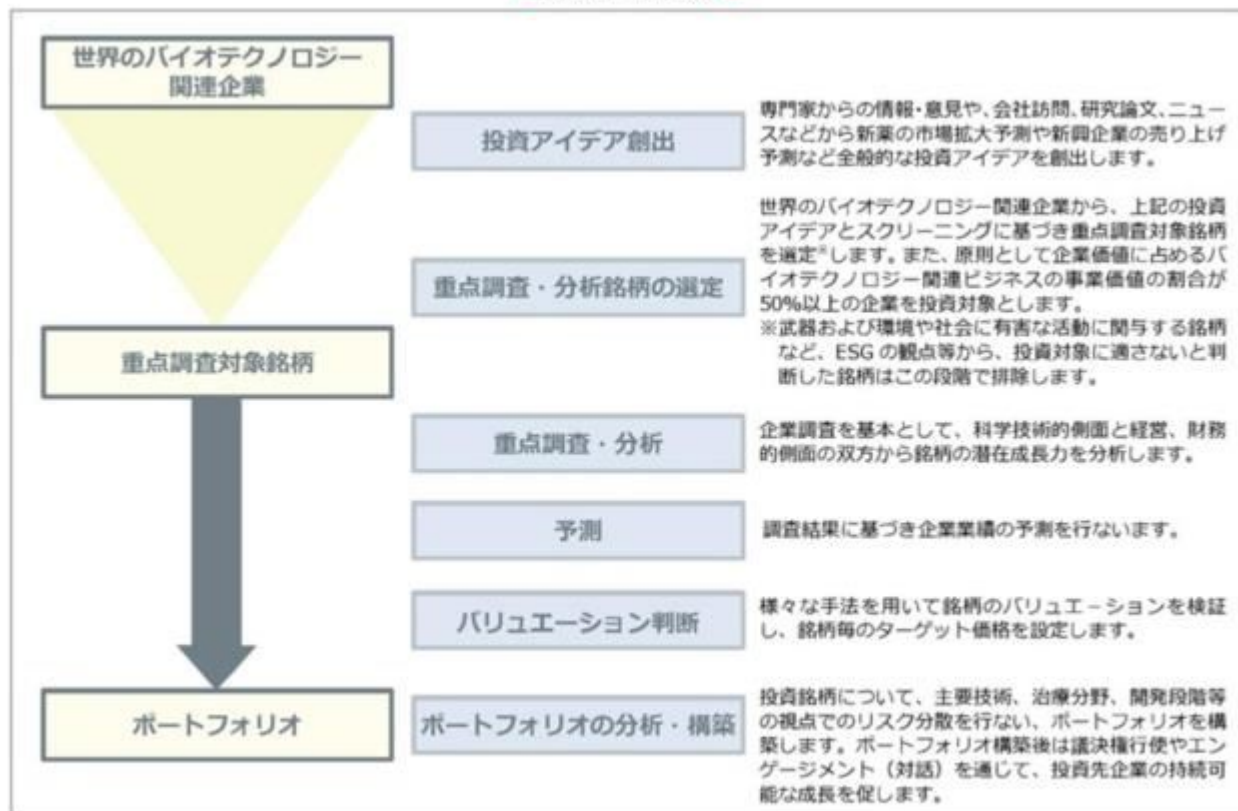 世界のバイオテクノロジー
関連企業
投資アイデア創出
専門家からの情報・意見や、会社訪問、研究論文、ニュー
スなどから新薬の市場拡大予測や新興企業の売り上げ
予測など全般的な投資アイデアを創出します。
重点調査・分析銘柄の選定
世界のバイオテクノロジー関連企業から、上記の投資
アイデアとスクリーニングに基づき重点調査対象銘柄
を選定※します。また、原則として企業価値に占めるバ
イオテクノロジー関連ビジネスの事業価値の割合が
50%以上の企業を投資対象とします。
※武器および環境や社会に有害な活動に関与する銘柄
など、ESG の観点等から、投資対象に適さないと判
断した銘柄はこの段階で排除します。
重点調査対象銘柄
重点調査・分析
企業調査を基本として、科学技術的側面と経営、財務
的側面の双方から銘柄の潜在成長力を分析します。
予測
調査結果に基づき企業業績の予測を行ないます。
バリュエーション判断
様々な手法を用いて銘柄のバリュエーションを検証
し、銘柄毎のターゲット価格を設定します。
ポートフォリオ
ポートフォリオの分析・構築
投資銘柄について、主要技術、治療分野、開発段階等
の視点でのリスク分散を行ない、ポートフォリオを構
築します。ポートフォリオ構築後は議決権行使やエン
ゲージメント（対話）を通じて、投資先企業の持続可
能な成長を促します。